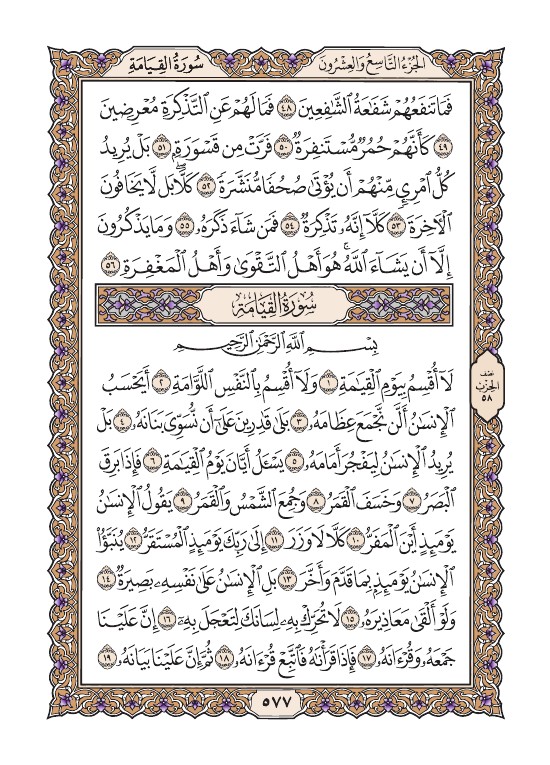 الجُزْءُ التَّاسِعُ وَالعِشْرُونَ
سُورَةُ القِيَامَةِ
فَمَا تَنفَعُهُمْ شَفَٰعَةُ ٱلشَّٰفِعِينَ ٤٨ فَمَا لَهُمْ عَنِ ٱلتَّذْكِرَةِ مُعْرِضِينَ
٤٩ كَأَنَّهُمْ حُمُرٌ مُّسْتَنفِرَةٌ ٥٠ فَرَّتْ مِن قَسْوَرَةٍۭ ٥١ بَلْ يُرِيدُ
كُلُّ ٱمْرِئٍ مِّنْهُمْ أَن يُؤْتَىٰ صُحُفًا مُّنَشَّرَةً ٥٢ كَلَّاۖ بَل لَّا يَخَافُونَ
ٱلْأٓخِرَةَ ٥٣ كَلَّآ إِنَّهُۥ تَذْكِرَةٌ ٥٤ فَمَن شَآءَ ذَكَرَهُۥ ٥٥ وَمَا يَذْكُرُونَ
إِلَّآ أَن يَشَآءَ ٱللَّهُۚ هُوَ أَهْلُ ٱلتَّقْوَىٰ وَأَهْلُ ٱلْمَغْفِرَةِ ٥٦
سُورَةُ القِيَامَةِ
بِسْمِ ٱللَّهِ ٱلرَّحْمَٰنِ ٱلرَّحِيمِ
لَآ أُقْسِمُ بِيَوْمِ ٱلْقِيَٰمَةِ ١ وَلَآ أُقْسِمُ بِٱلنَّفْسِ ٱللَّوَّامَةِ ٢ أَيَحْسَبُ
ٱلْإِنسَٰنُ أَلَّن نَّجْمَعَ عِظَامَهُۥ ٣ بَلَىٰ قَٰدِرِينَ عَلَىٰٓ أَن نُّسَوِّىَ بَنَانَهُۥ ٤ بَلْ
يُرِيدُ ٱلْإِنسَٰنُ لِيَفْجُرَ أَمَامَهُۥ ٥ يَسْـَٔلُ أَيَّانَ يَوْمُ ٱلْقِيَٰمَةِ ٦ فَإِذَا بَرِقَ
ٱلْبَصَرُ ٧ وَخَسَفَ ٱلْقَمَرُ ٨ وَجُمِعَ ٱلشَّمْسُ وَٱلْقَمَرُ ٩ يَقُولُ ٱلْإِنسَٰنُ
يَوْمَئِذٍ أَيْنَ ٱلْمَفَرُّ ١٠ كَلَّا لَا وَزَرَ ١١ إِلَىٰ رَبِّكَ يَوْمَئِذٍ ٱلْمُسْتَقَرُّ ١٢ يُنَبَّؤُا۟
ٱلْإِنسَٰنُ يَوْمَئِذٍۭ بِمَا قَدَّمَ وَأَخَّرَ ١٣ بَلِ ٱلْإِنسَٰنُ عَلَىٰ نَفْسِهِۦ بَصِيرَةٌ ١٤
وَلَوْ أَلْقَىٰ مَعَاذِيرَهُۥ ١٥ لَا تُحَرِّكْ بِهِۦ لِسَانَكَ لِتَعْجَلَ بِهِۦٓ ١٦ إِنَّ عَلَيْنَا
جَمْعَهُۥ وَقُرْءَانَهُۥ ١٧ فَإِذَا قَرَأْنَٰهُ فَٱتَّبِعْ قُرْءَانَهُۥ ١٨ ثُمَّ إِنَّ عَلَيْنَا بَيَانَهُۥ ١٩
نصف
الحزب
٥٨
٥٧٧